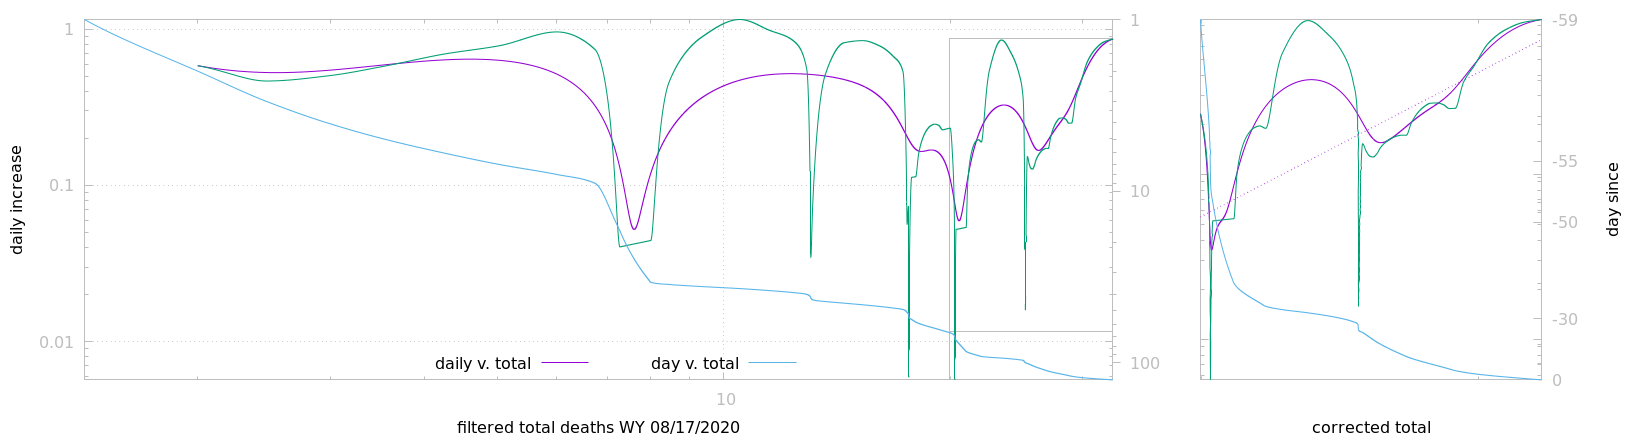 1
0.1
0.01
daily increase
daily v. total
day v. total
10
filtered total deaths WY 08/17/2020
1
10
100
-59
-55
-50
-30
0
day since
corrected total